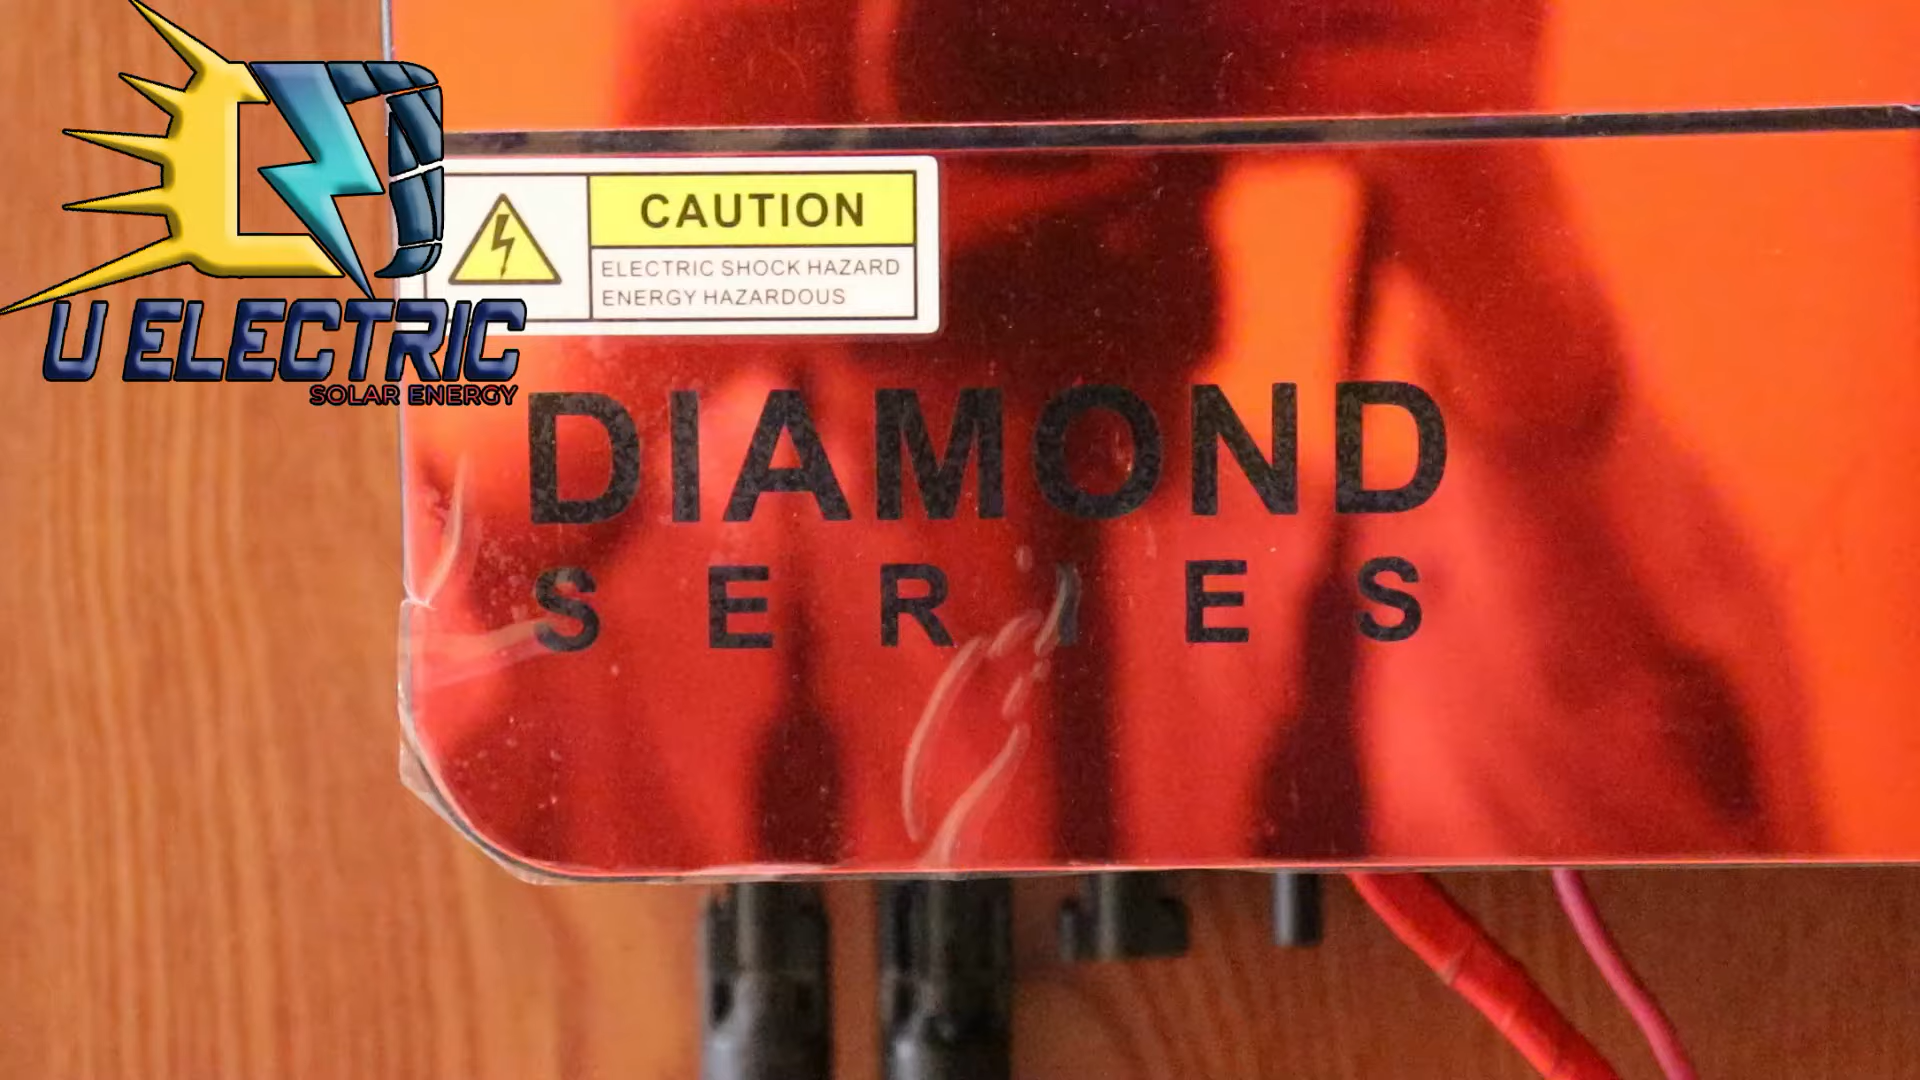 U ELECTRIC
SOLAR ENERGY
CAUTION
ELECTRIC SHOCK HAZARD
ENERGY HAZARDOUS
DIAMOND
SERIES